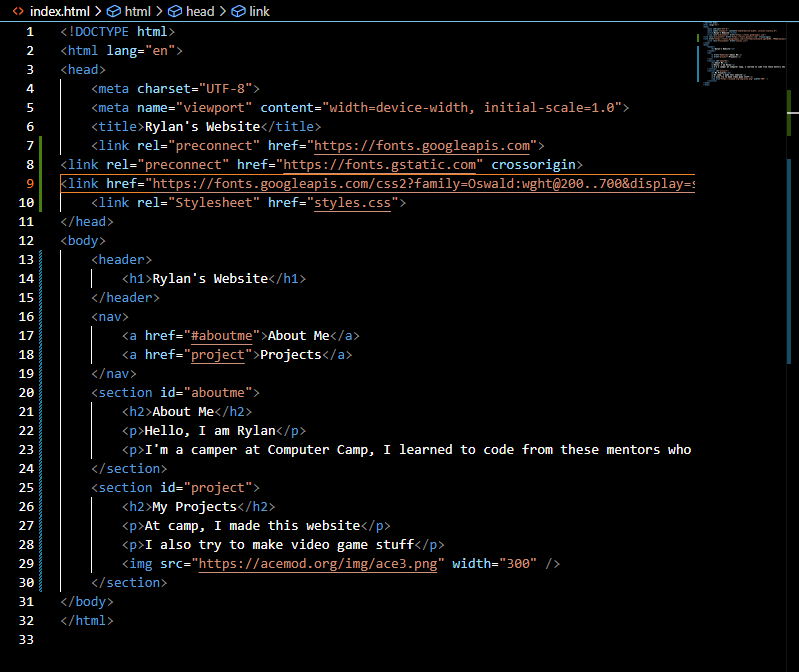 index.html > html > head > link
1 <!DOCTYPE html>
2 <html lang="en">
3 <head>
4     <meta charset="UTF-8">
5     <meta name="viewport" content="width=device-width, initial-scale=1.0">
6     <title>Rylan's Website</title>
7     <link rel="preconnect" href="https://fonts.googleapis.com">
8 <link rel="preconnect" href="https://fonts.gstatic.com" crossorigin>
9 <link href="https://fonts.googleapis.com/css2?family=Oswald:wght@200..700&display=s
10     <link rel="Stylesheet" href="styles.css">
11 </head>
12 <body>
13     <header>
14         <h1>Rylan's Website</h1>
15     </header>
16     <nav>
17         <a href="#aboutme">About Me</a>
18         <a href="project">Projects</a>
19     </nav>
20     <section id="aboutme">
21         <h2>About Me</h2>
22         <p>Hello, I am Rylan</p>
23         <p>I'm a camper at Computer Camp, I learned to code from these mentors who
24     </section>
25     <section id="project">
26         <h2>My Projects</h2>
27         <p>At camp, I made this website</p>
28         <p>I also try to make video game stuff</p>
29         <img src="https://acemod.org/img/ace3.png" width="300" />
30     </section>
31 </body>
32 </html>
33